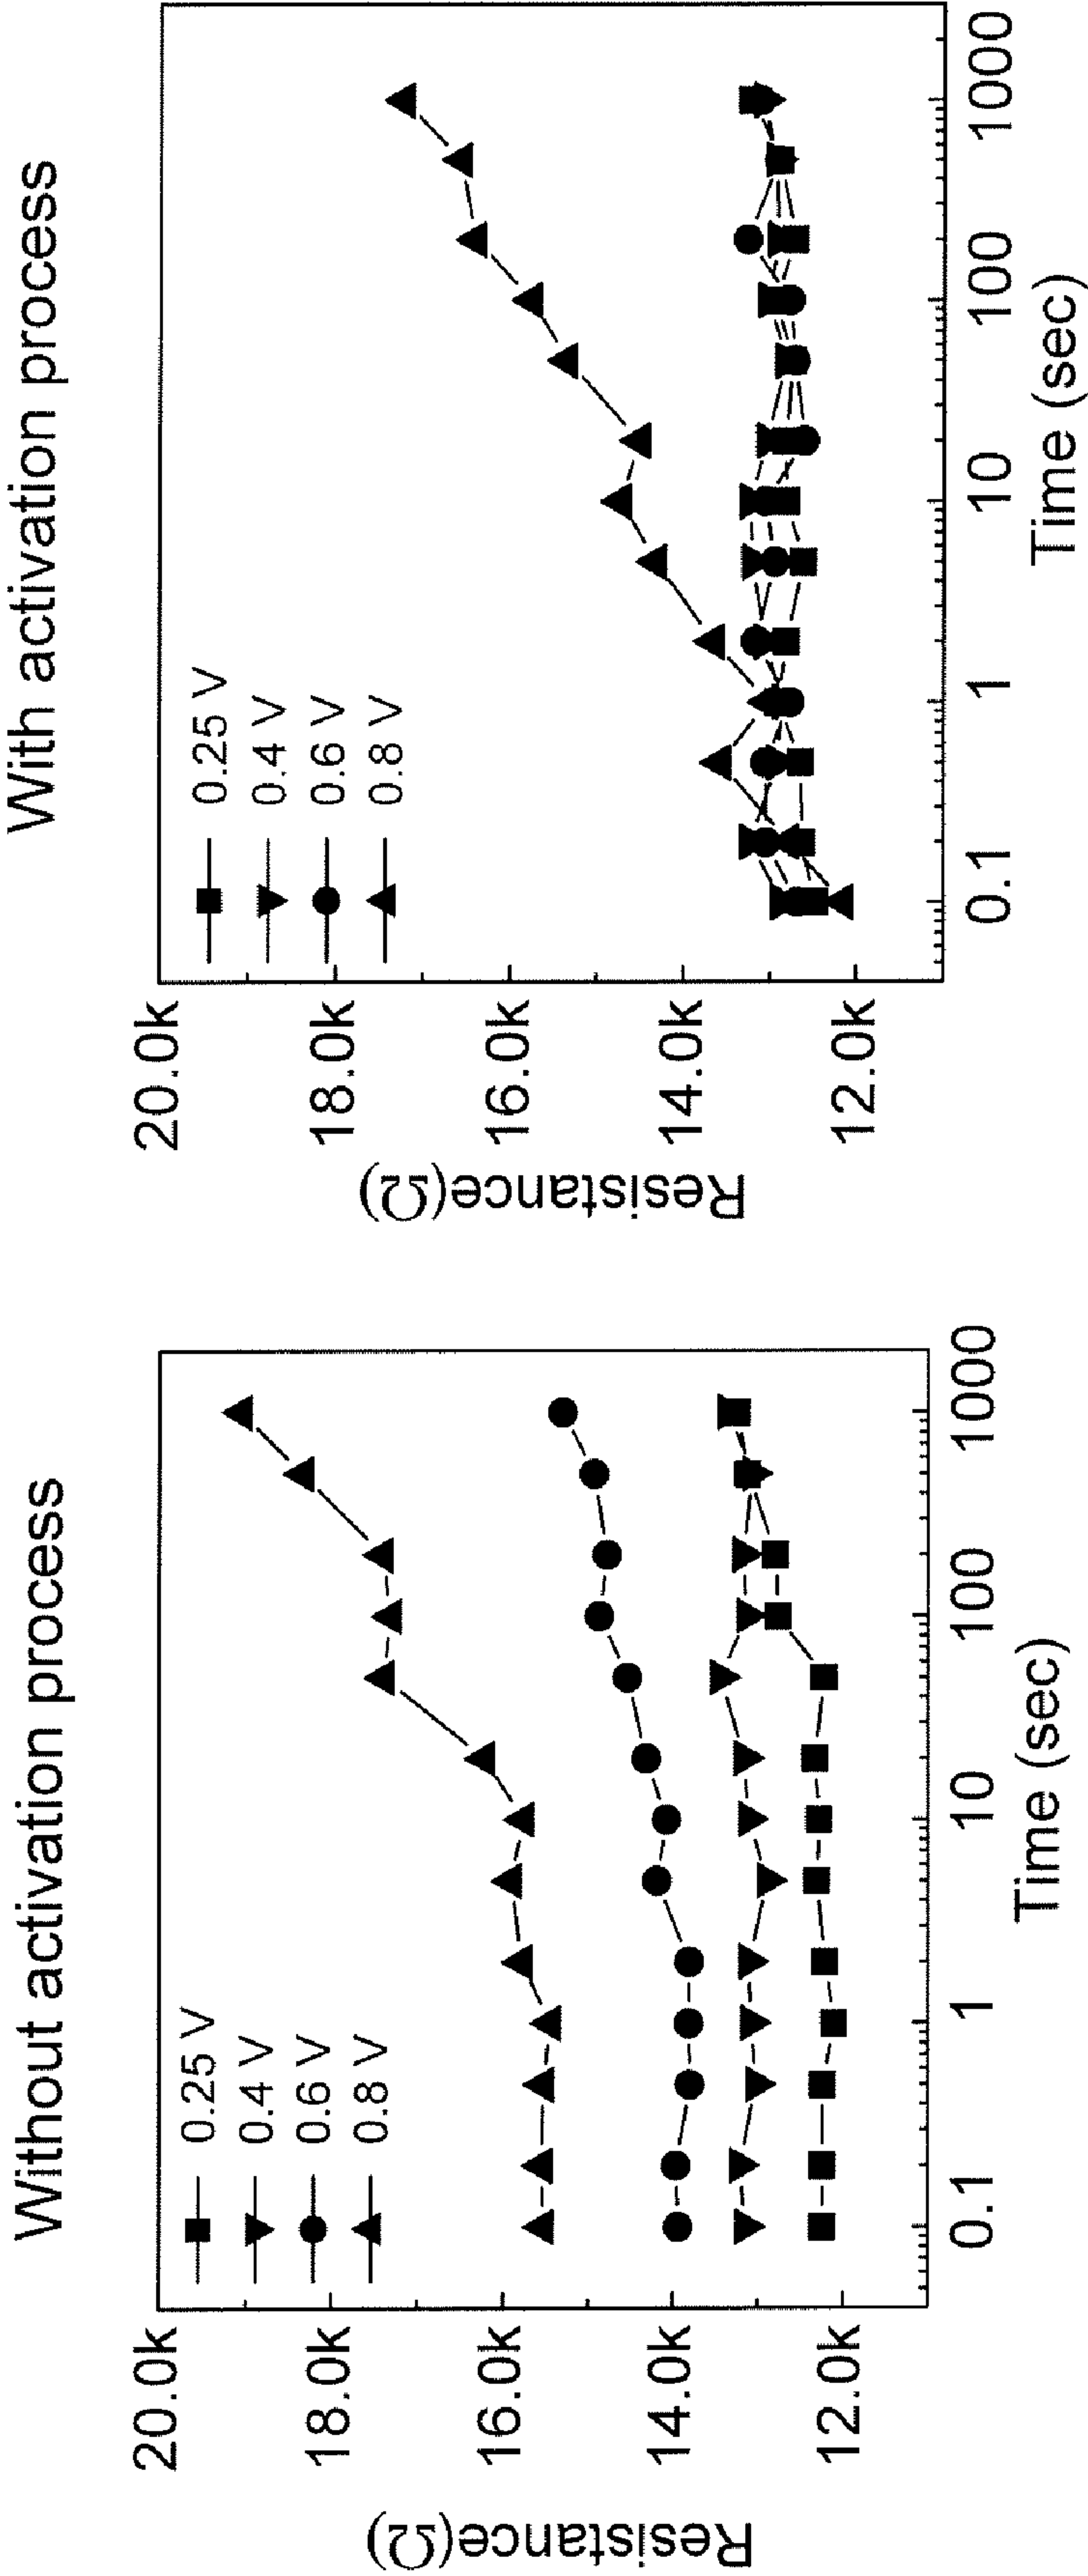 Without activation process
0.25 V
0.4 V
0.6 V
0.8 V
Resistance(Ω)
20.0k
18.0k
16.0k
14.0k
12.0k
0.1
1
10
100
1000
Time (sec)
With activation process
0.25 V
0.4 V
0.6 V
0.8 V
Resistance(Ω)
20.0k
18.0k
16.0k
14.0k
12.0k
0.1
1
10
100
1000
Time (sec)